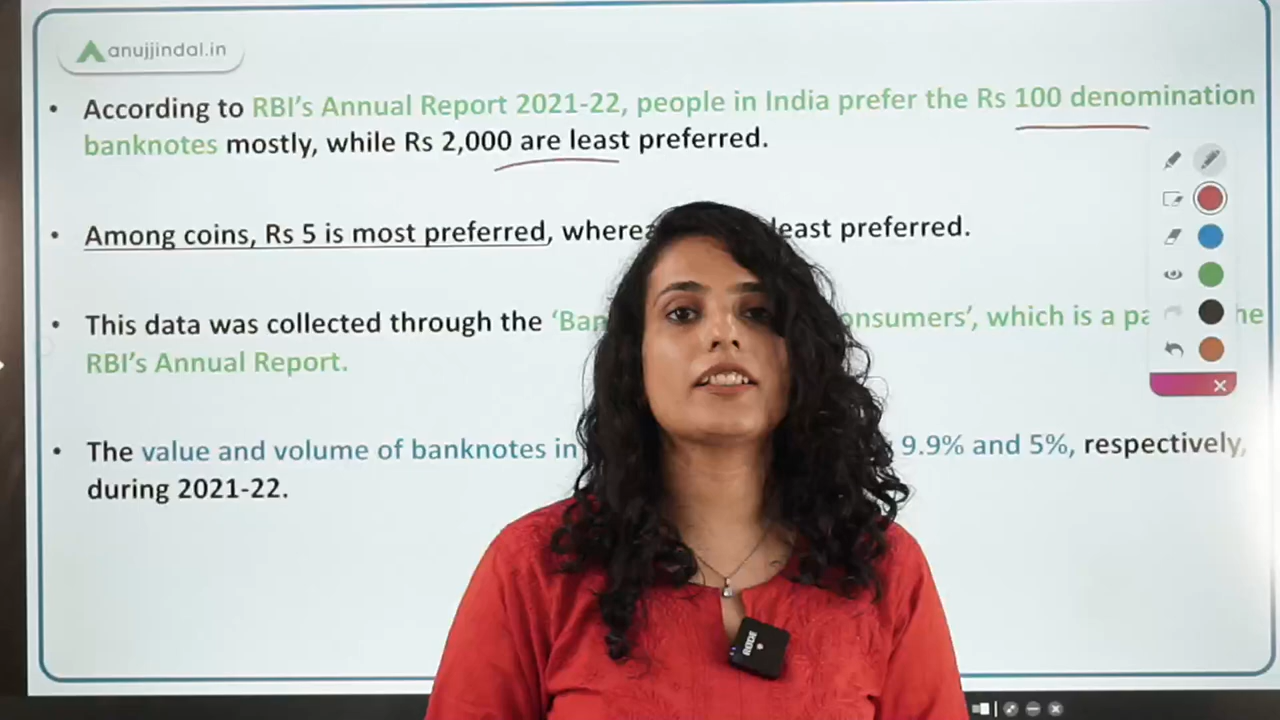 anujjindal.in
• According to RBI's Annual Report 2021-22, people in India prefer the Rs 100 denomination
banknotes mostly, while Rs 2,000 are least preferred.
• Among coins, Rs 5 is most preferred, least preferred.
• This data was collected through the onsumers', which is a he
RBI's Annual Report.
• The value and volume of banknotes in 9.9% and 5%, respectively,
during 2021-22.
RODE